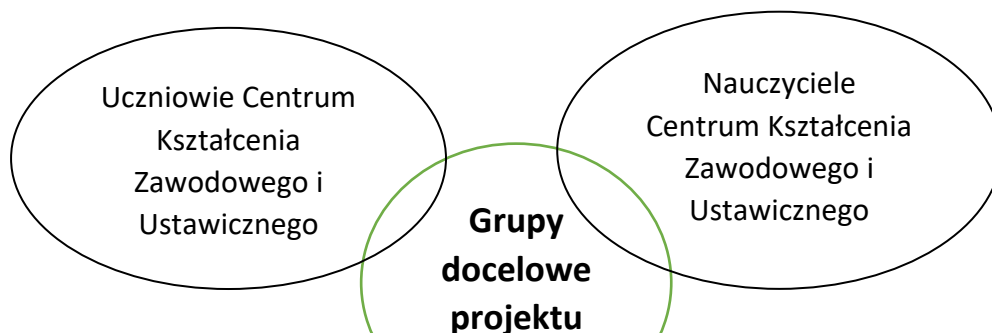 Uczniowie Centrum
Kształcenia
Zawodowego i
Ustawicznego
Nauczyciele
Centrum Kształcenia
Zawodowego i
Ustawicznego
Grupy
docelowe
projektu